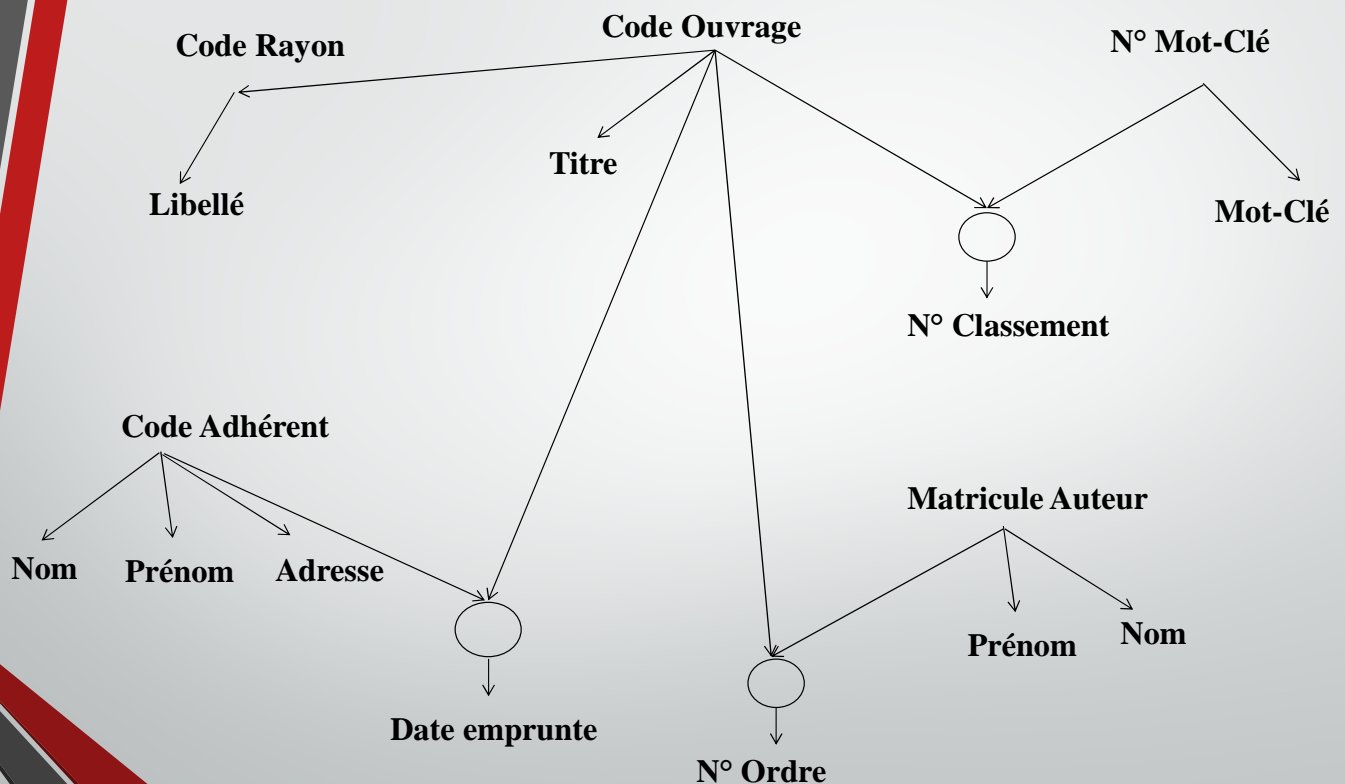 Code Rayon
Code Ouvrage
N° Mot-Clé
Titre
Libellé
Mot-Clé
N° Classement
Code Adhérent
Matricule Auteur
Nom
Prénom
Adresse
Prénom
Nom
Date emprunte
N° Ordre